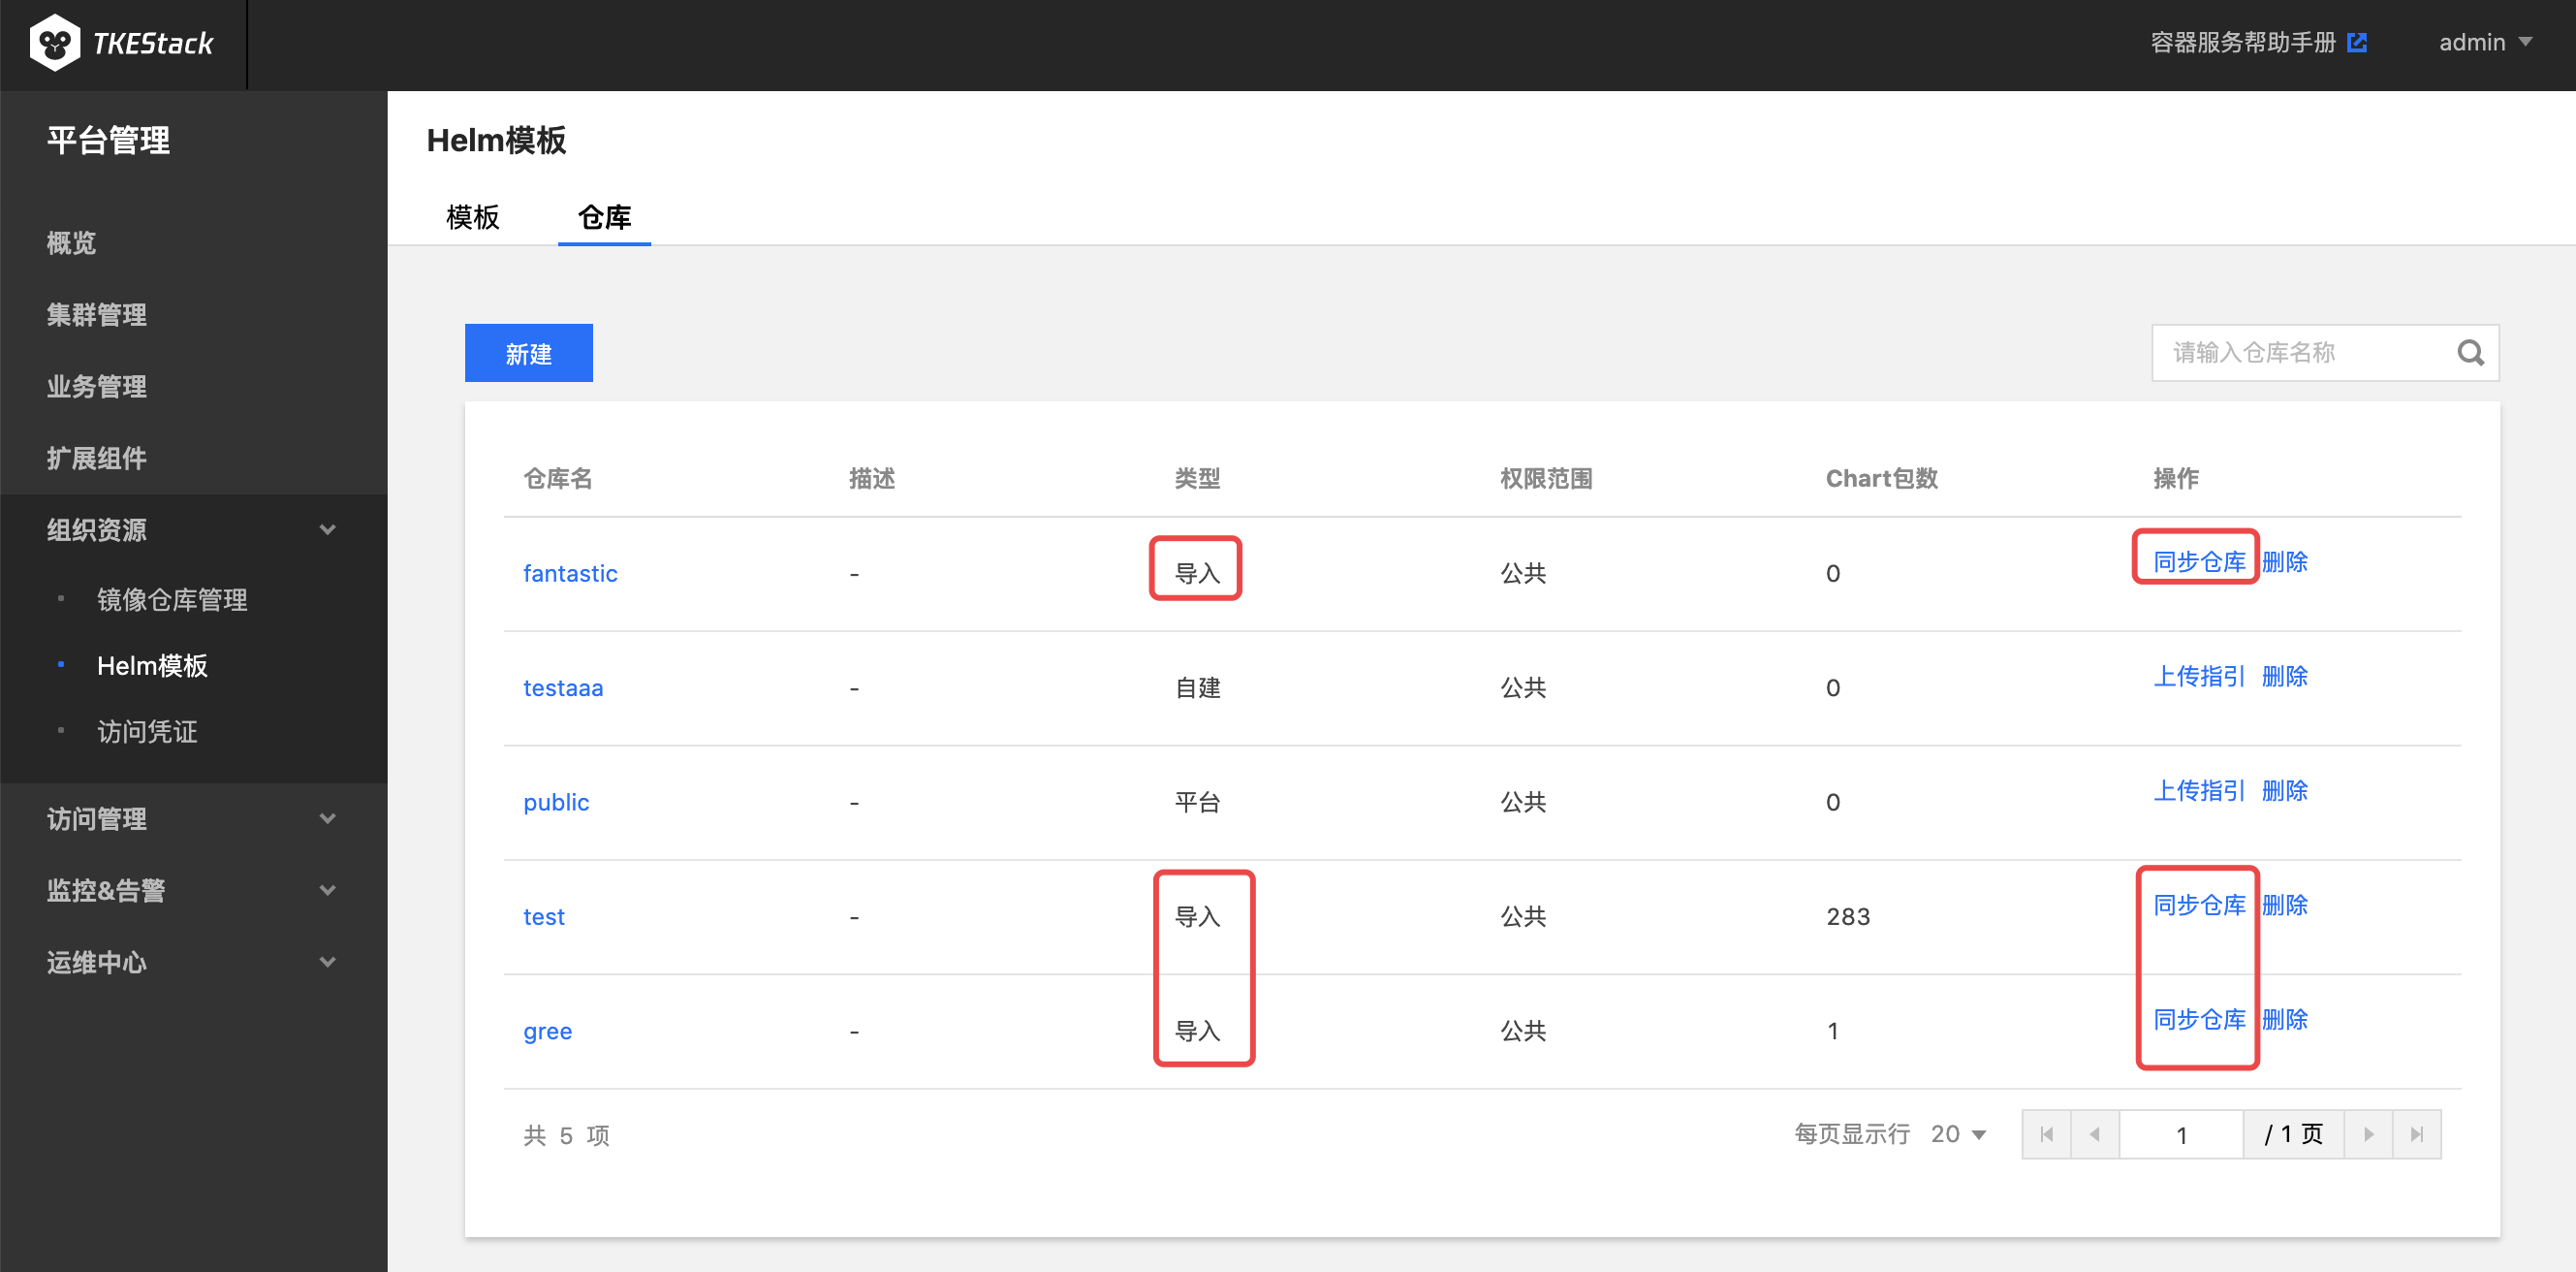 TKEStack
容器服务帮助手册 admin
平台管理
概览
集群管理
业务管理
扩展组件
组织资源
镜像仓库管理
Helm模板
访问凭证
访问管理
监控&告警
运维中心
Helm模板
模板 仓库
新建 请输入仓库名称
仓库名 描述 类型 权限范围 Chart包数 操作
fantastic - 导入 公共 0 同步仓库 删除
testaaa - 自建 公共 0 上传指引 删除
public - 平台 公共 0 上传指引 删除
test - 导入 公共 283 同步仓库 删除
gree - 导入 公共 1 同步仓库 删除
共 5 项 每页显示行 20 1 / 1 页